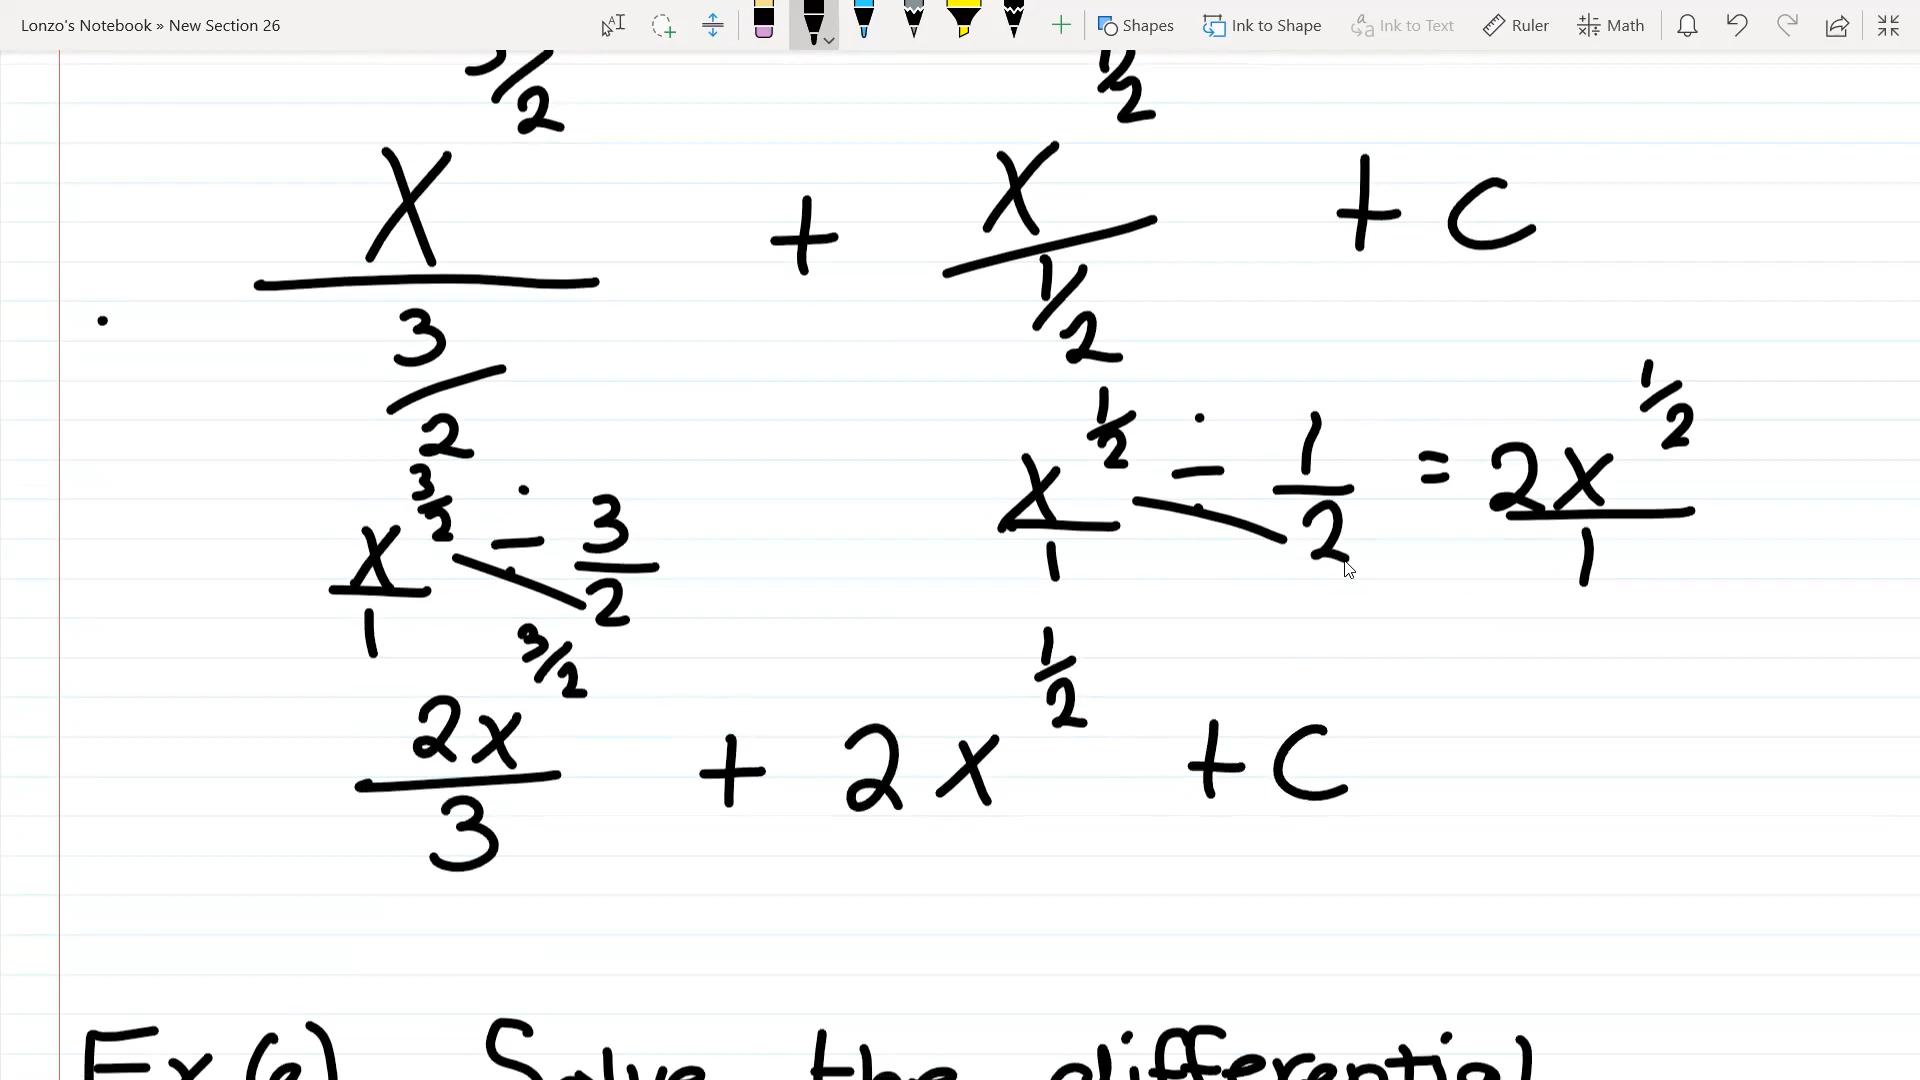 Lonzo's Notebook » New Section 26 Shapes Ink to Shape Ink to Text Ruler Math
x^(3/2) / (3/2) + x^(1/2) / (1/2) + C
x^(3/2)/1 ÷ 3/2
x^(1/2)/1 ÷ 1/2 = 2x^(1/2)/1
2x^(3/2)/3 + 2x^(1/2) + C
Ex(e) Solve the differential